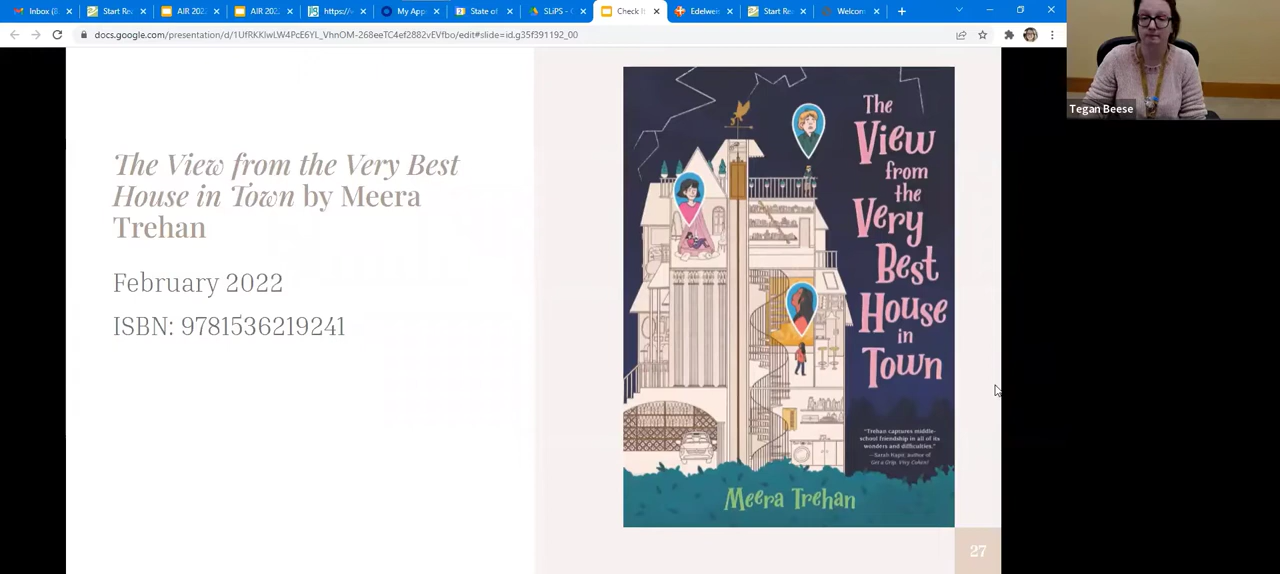 Inbox (8
Start Re
AIR 202
AIR 202
https://
My App
State of
SLiPS - 
Check 
Edelwei
Start Re
Welcom
docs.google.com/presentation/d/1UfRKKlwLW4PcE6YL_VhnOM-268eeTC4ef2882vEVfbo/edit#slide=id.g35f391192_00
Tegan Beese
The View from the Very Best
House in Town by Meera
Trehan
February 2022
ISBN: 9781536219241
The
View
from
the
Very
Best
House
in
Town
"Trehan captures middle-
school friendship in all of its
wonders and difficulties."
—Sarah Kapit, author of
Get a Grip, Vivy Cohen!
Meera Trehan
27